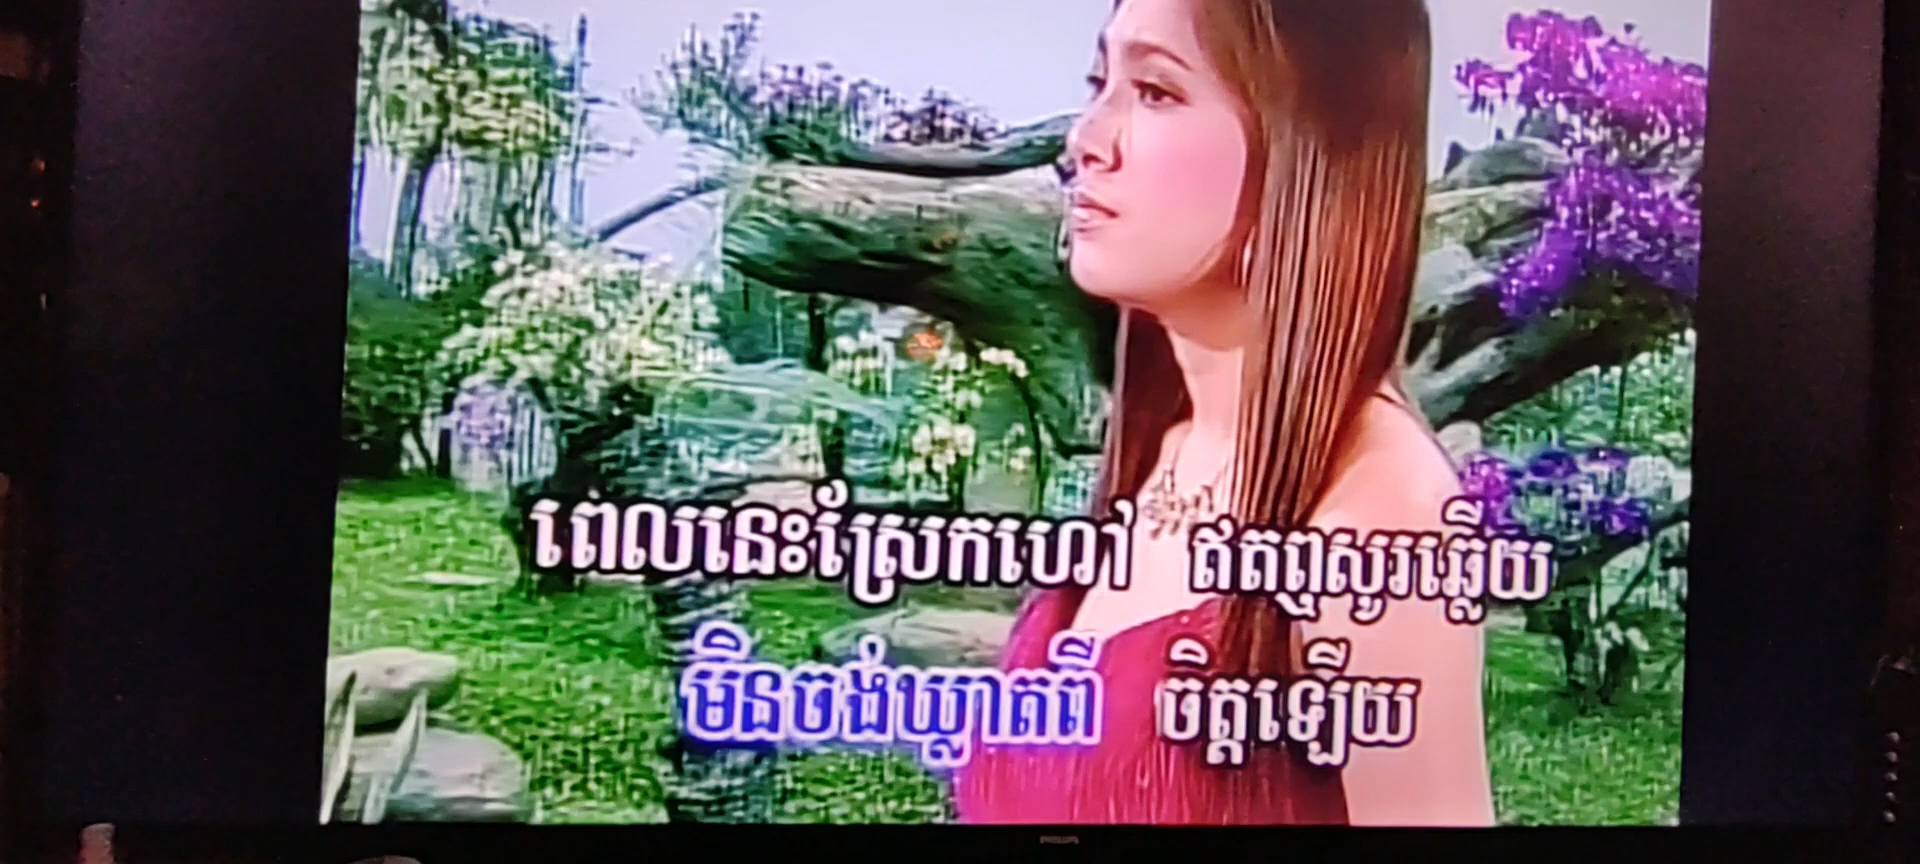 ពេលនេះស្រែកហៅ ឥតឮសូរឆ្លើយ
មិនចង់ឃ្លាតពី ចិត្តឡើយ
PHILIPS